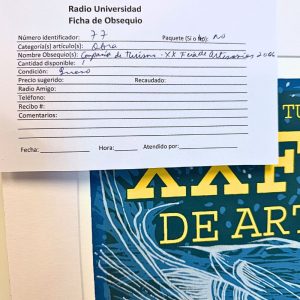 Radio Universidad
Ficha de Obsequio
Número identificador: 77 Paquete (Si o No): No
Categoría(s) artículo(s): Obra
Nombre Obsequio(s): Compañía de Turismo - XX Feria de Artesanías 2006
Cantidad disponible:
Condición: Bueno
Precio sugerido: Recaudado:
Radio Amigo:
Teléfono:
Recibo #:
Comentarios:
Fecha: Hora: Atendido por:
TU
XXF
DE ART